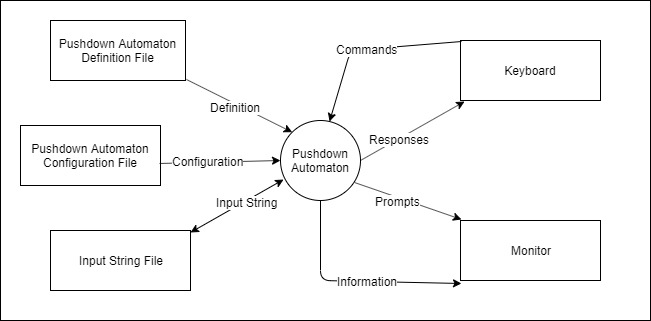 Pushdown Automaton
Definition File
Commands
Keyboard
Definition
Pushdown Automaton
Configuration File
Configuration
Pushdown
Automaton
Responses
Input String
Prompts
Input String File
Monitor
Information